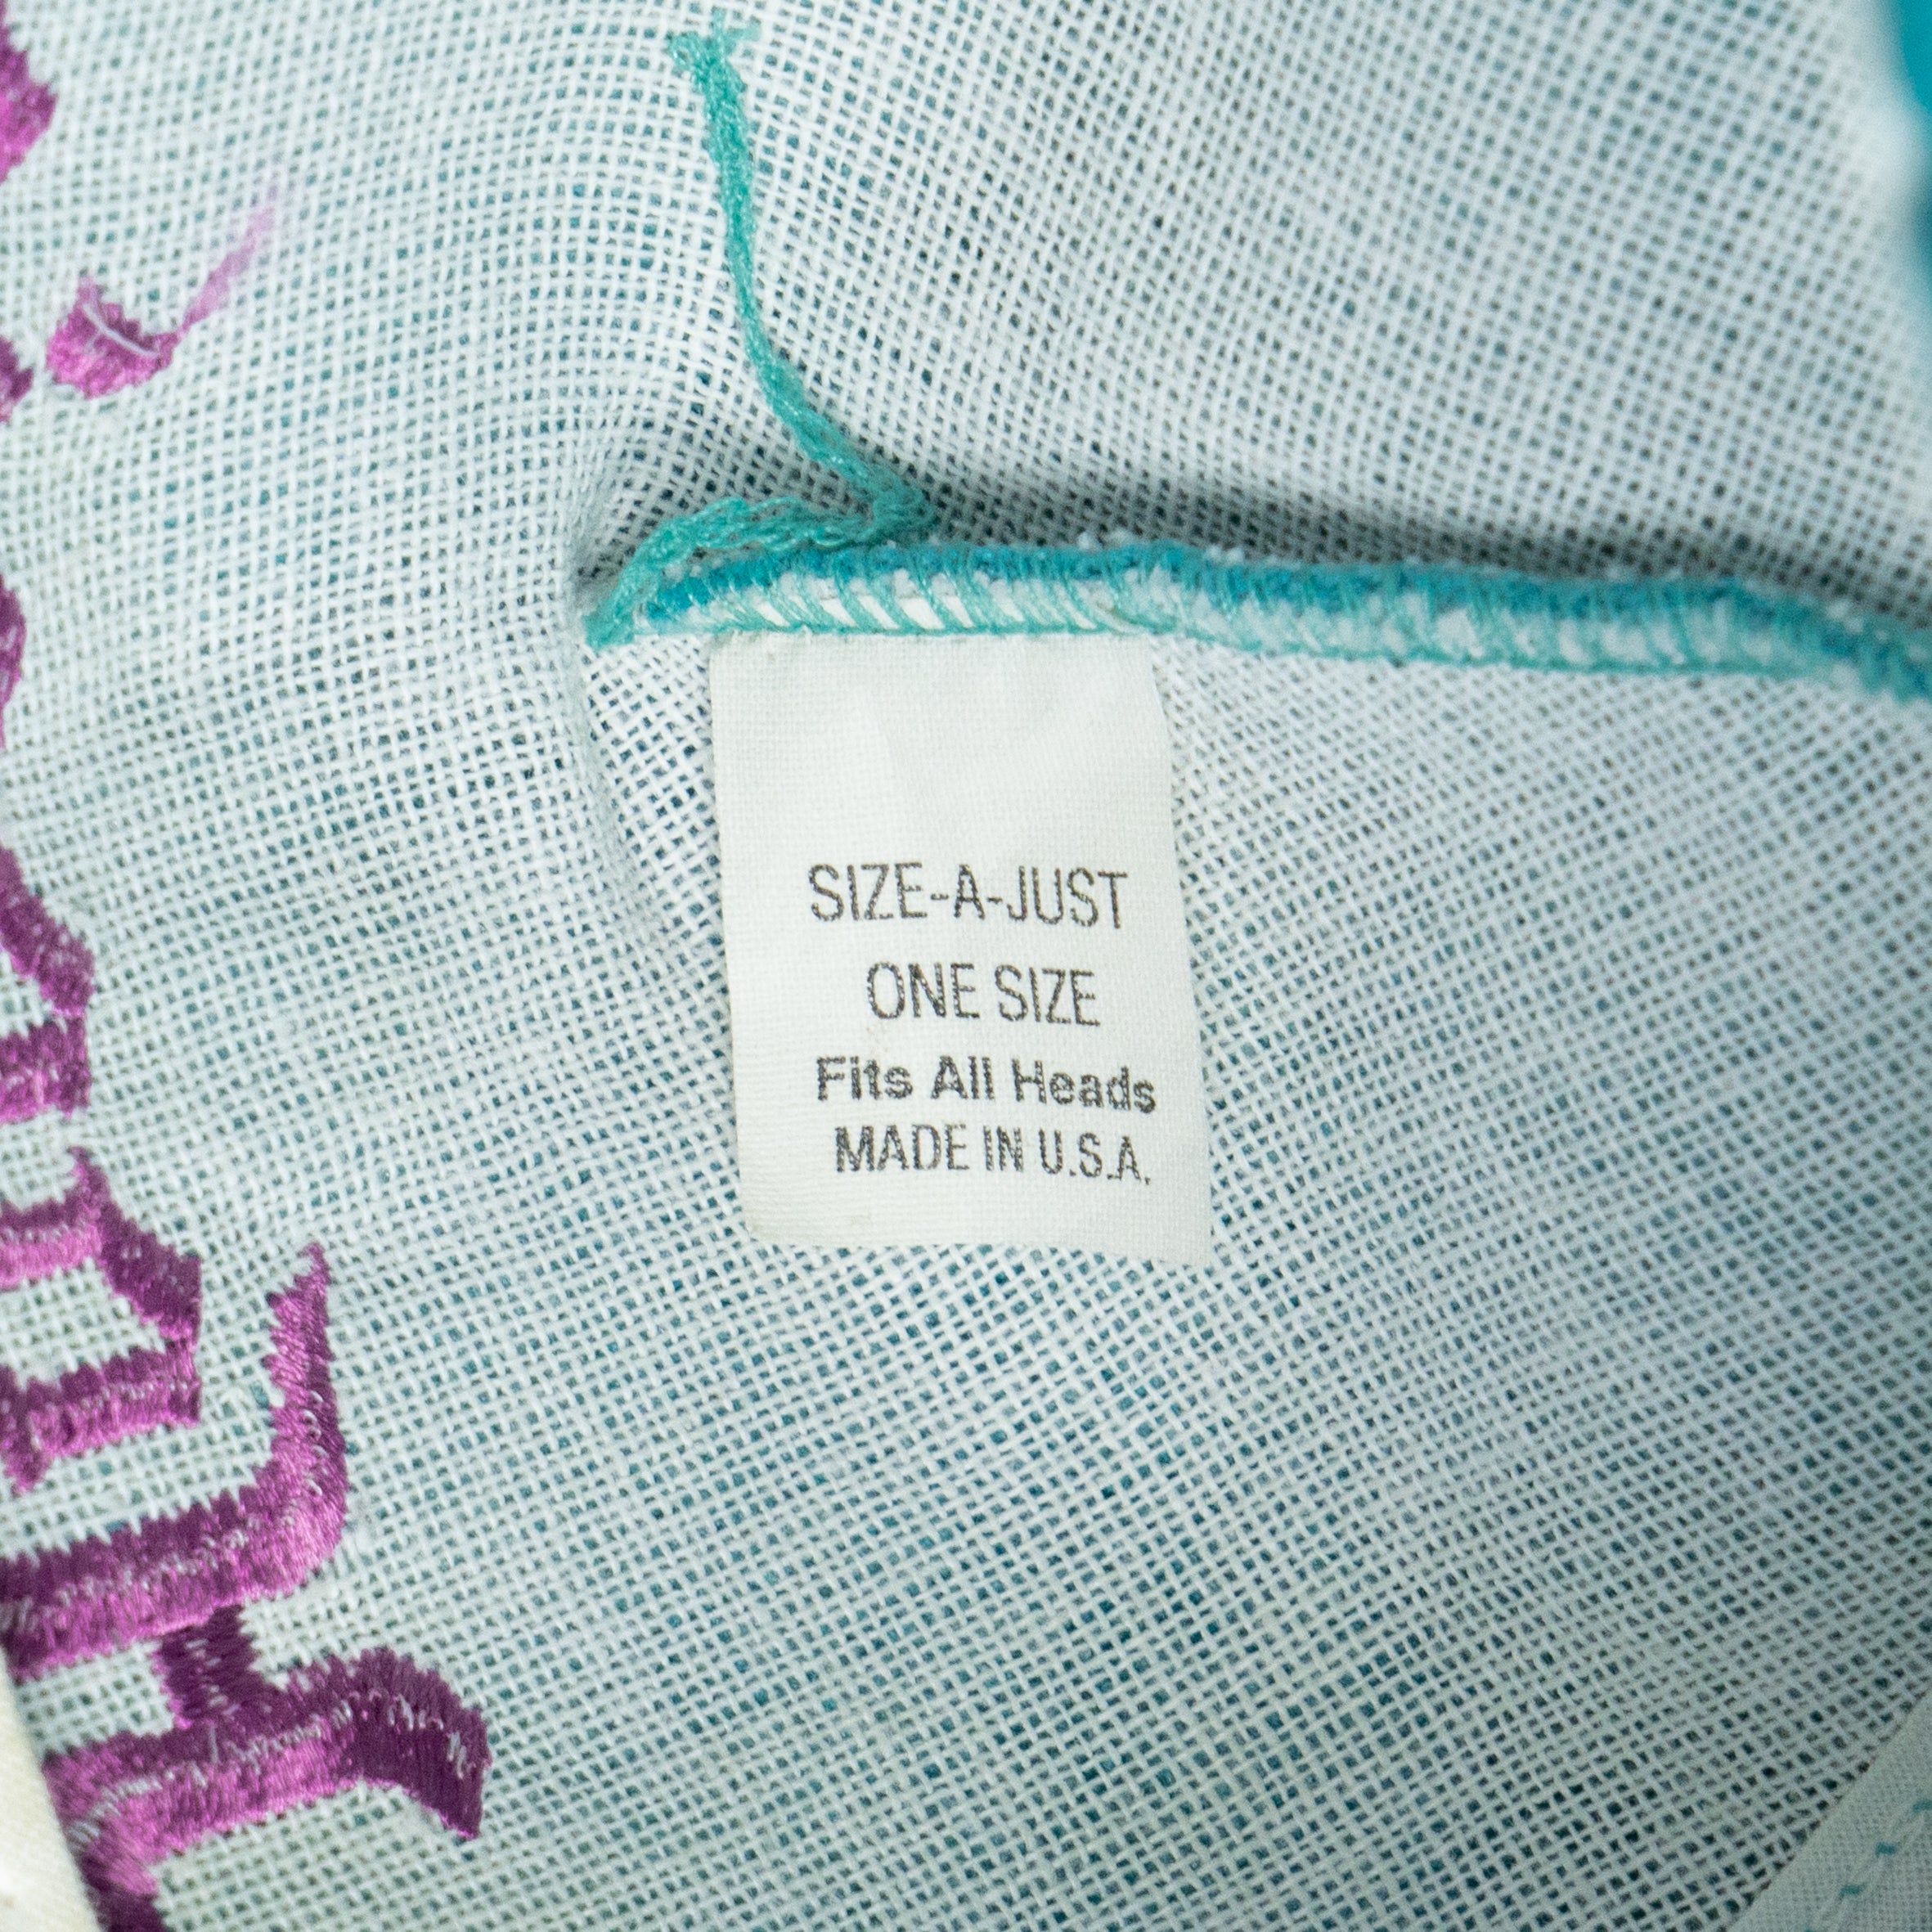 SIZE-A-JUST
ONE SIZE
Fits All Heads
MADE IN U.S.A.